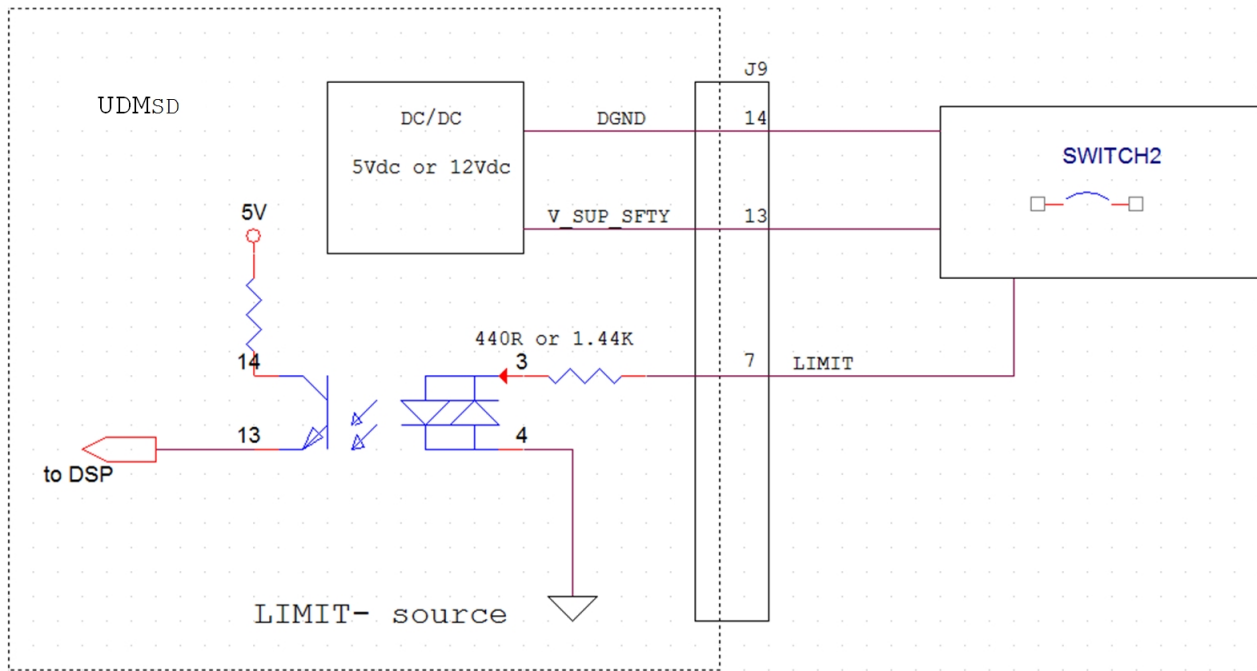 J9
UDMSD
DC/DC
DGND
14
5Vdc or 12Vdc
SWITCH2
5V
V_SUP_SFTY
13
440R or 1.44K
14
3
7
LIMIT
13
4
to DSP
LIMIT- source